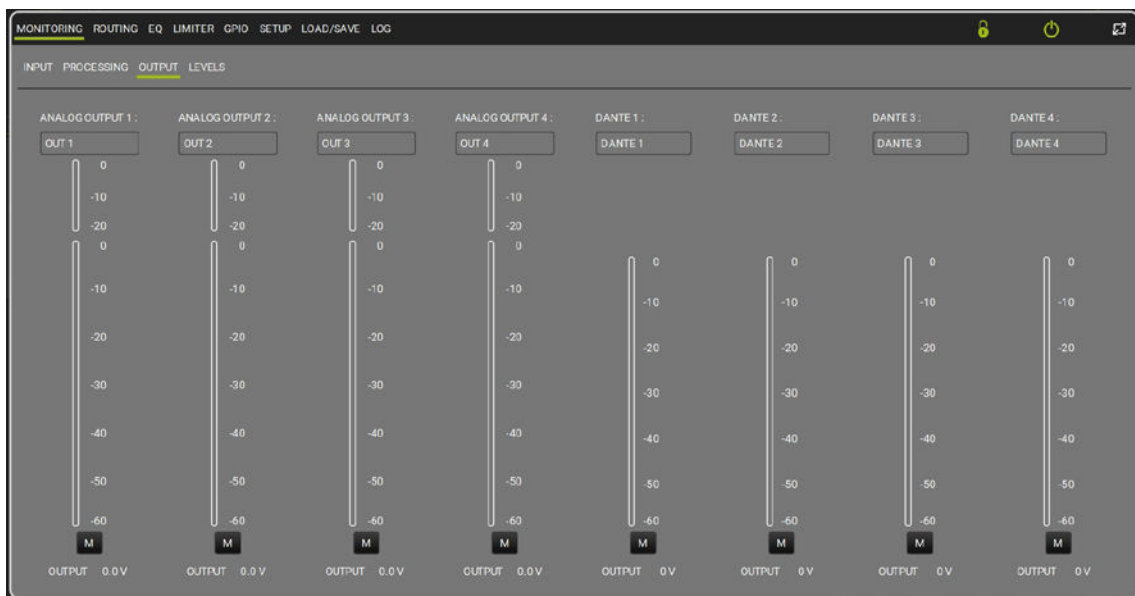 MONITORING ROUTING EQ LIMITER GPIO SETUP LOAD/SAVE LOG
INPUT PROCESSING OUTPUT LEVELS
ANALOG OUTPUT 1 : ANALOG OUTPUT 2 : ANALOG OUTPUT 3 : ANALOG OUTPUT 4 : DANTE 1 : DANTE 2 : DANTE 3 : DANTE 4 :
OUT 1 OUT 2 OUT 3 OUT 4 DANTE 1 DANTE 2 DANTE 3 DANTE 4
0 0 0 0
-10 -10 -10 -10
-20 -20 -20 -20
0 0 0 0
0 0 0 0
-10 -10 -10 -10
-10 -10 -10 -10
-20 -20 -20 -20
-20 -20 -20 -20
-30 -30 -30 -30
-30 -30 -30 -30
-40 -40 -40 -40
-40 -40 -40 -40
-50 -50 -50 -50
-50 -50 -50 -50
-60 -60 -60 -60 -60 -60 -60 -60
M M M M M M M M
OUTPUT 0.0 V OUTPUT 0.0 V OUTPUT 0.0 V OUTPUT 0.0 V OUTPUT 0 V OUTPUT 0 V OUTPUT 0 V OUTPUT 0 V